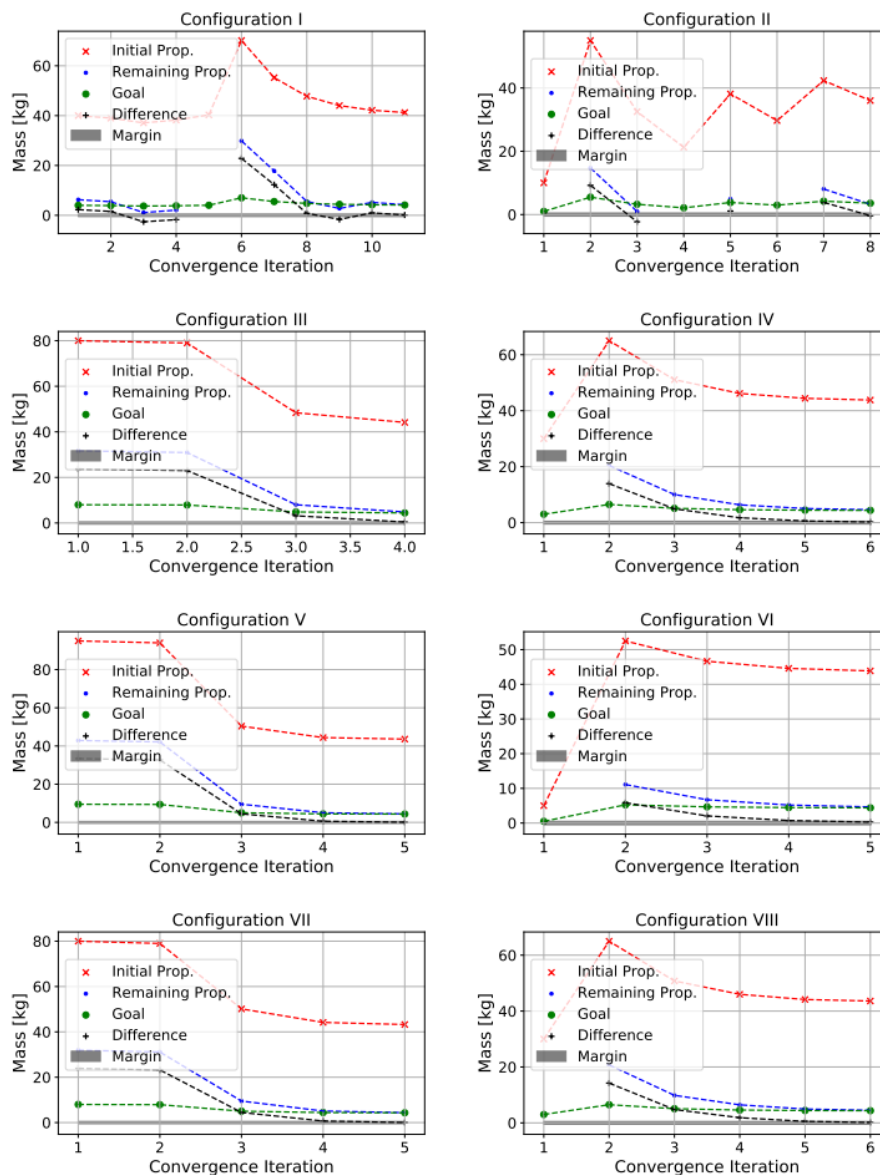 Configuration I
Mass [kg]
60
40
20
0
Initial Prop.
Remaining Prop.
Goal
Difference
Margin
2 4 6 8 10
Convergence Iteration
Configuration II
Mass [kg]
40
20
0
Initial Prop.
Remaining Prop.
Goal
Difference
Margin
1 2 3 4 5 6 7 8
Convergence Iteration
Configuration III
Mass [kg]
80
60
40
20
0
Initial Prop.
Remaining Prop.
Goal
Difference
Margin
1.0 1.5 2.0 2.5 3.0 3.5 4.0
Convergence Iteration
Configuration IV
Mass [kg]
60
40
20
0
Initial Prop.
Remaining Prop.
Goal
Difference
Margin
1 2 3 4 5 6
Convergence Iteration
Configuration V
Mass [kg]
80
60
40
20
0
Initial Prop.
Remaining Prop.
Goal
Difference
Margin
1 2 3 4 5
Convergence Iteration
Configuration VI
Mass [kg]
50
40
30
20
10
0
Initial Prop.
Remaining Prop.
Goal
Difference
Margin
1 2 3 4 5
Convergence Iteration
Configuration VII
Mass [kg]
80
60
40
20
0
Initial Prop.
Remaining Prop.
Goal
Difference
Margin
1 2 3 4 5
Convergence Iteration
Configuration VIII
Mass [kg]
60
40
20
0
Initial Prop.
Remaining Prop.
Goal
Difference
Margin
1 2 3 4 5 6
Convergence Iteration